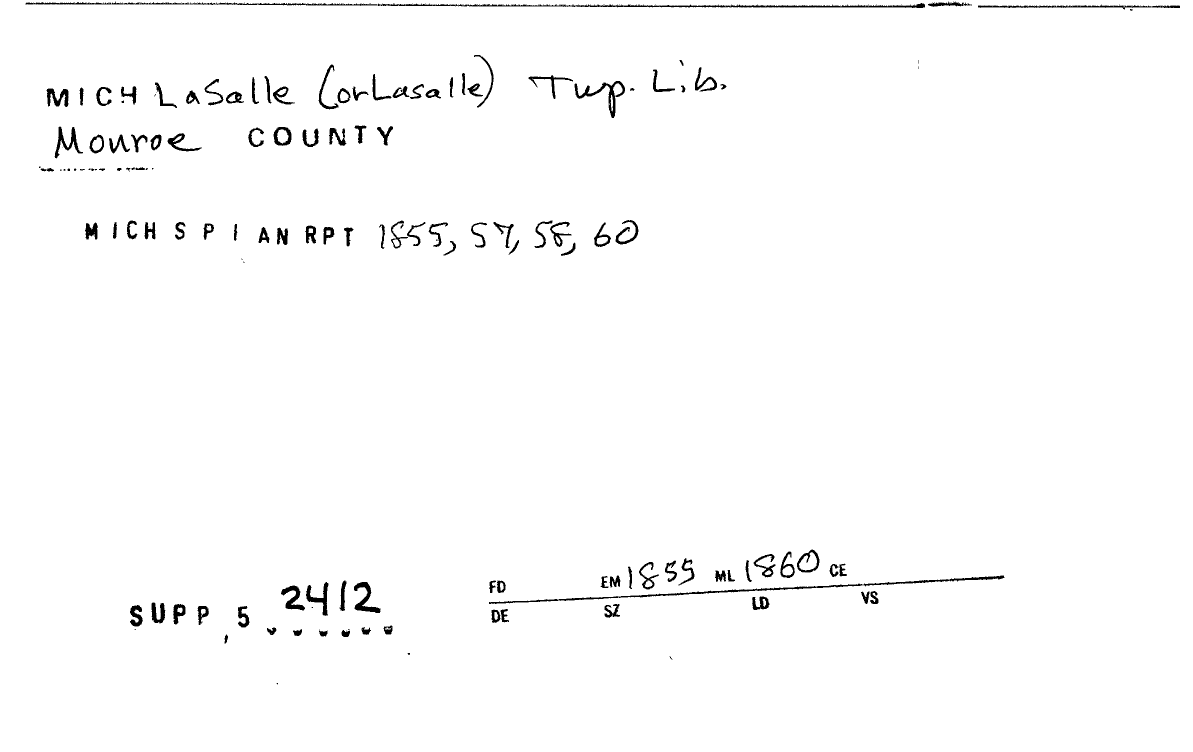 MICH LaSalle (or Lasalle) Twp. Lib.
Monroe COUNTY
MICH S P I AN RPT 1855, 57, 58, 60
SUPP, 5 2412
FD EM 1855 ML 1860 CE
DE SZ LD VS